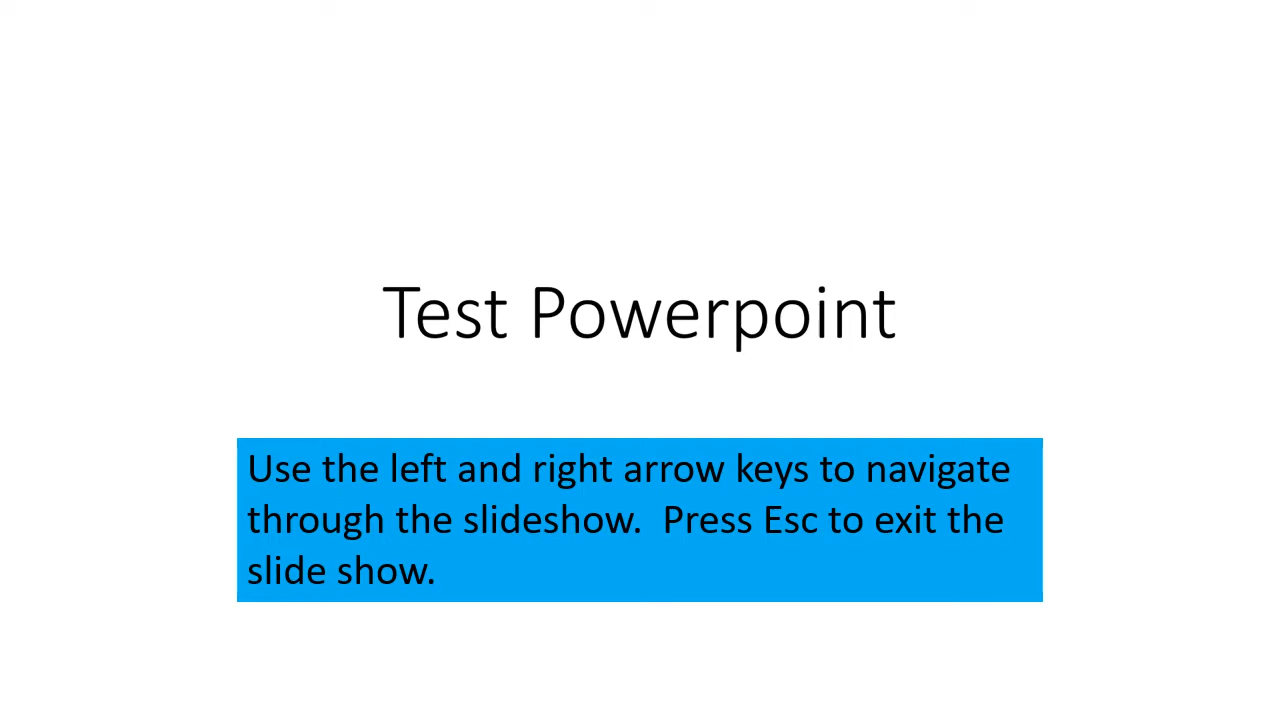 Test Powerpoint
Use the left and right arrow keys to navigate
through the slideshow.  Press Esc to exit the
slide show.